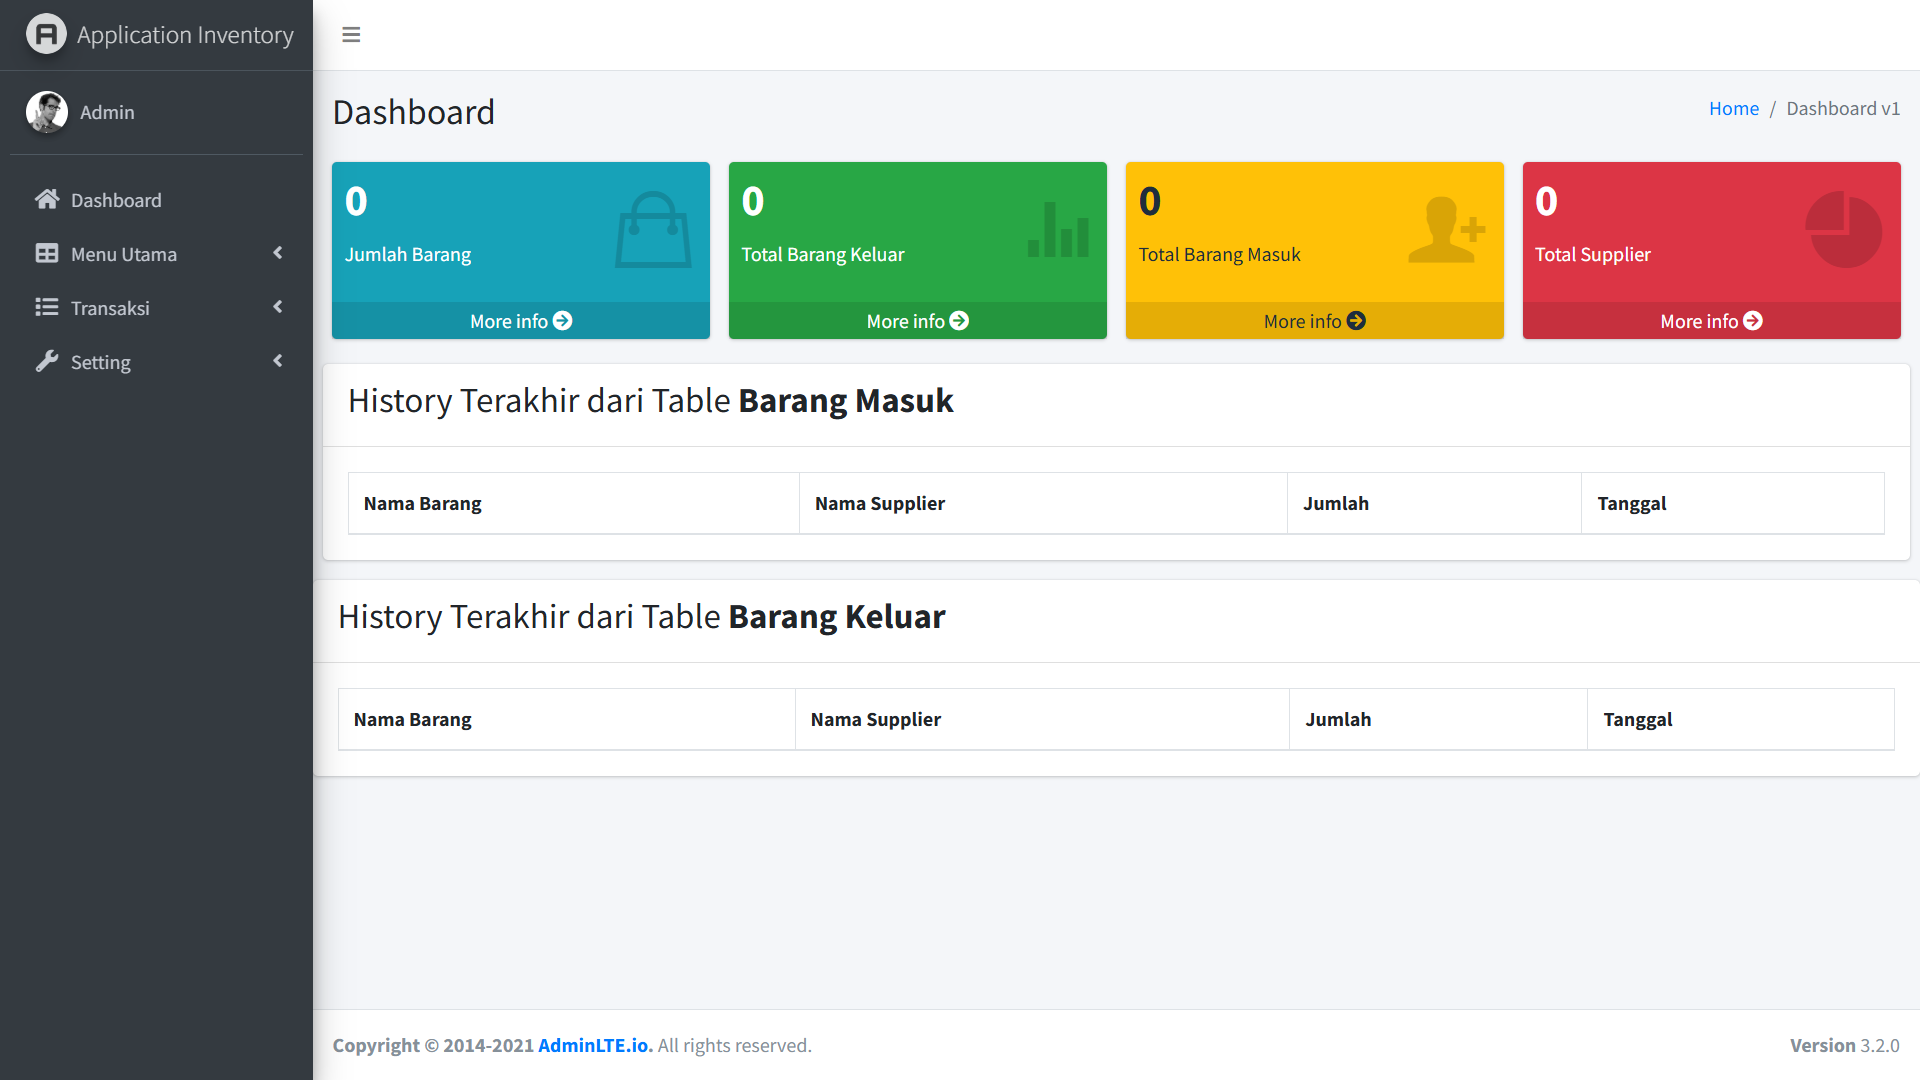 Application Inventory
Admin
Dashboard
Menu Utama
Transaksi
Setting
Dashboard
Home / Dashboard v1
0
Jumlah Barang
More info
0
Total Barang Keluar
More info
0
Total Barang Masuk
More info
0
Total Supplier
More info
History Terakhir dari Table Barang Masuk
Nama Barang Nama Supplier Jumlah Tanggal
History Terakhir dari Table Barang Keluar
Nama Barang Nama Supplier Jumlah Tanggal
Copyright © 2014-2021 AdminLTE.io. All rights reserved.
Version 3.2.0